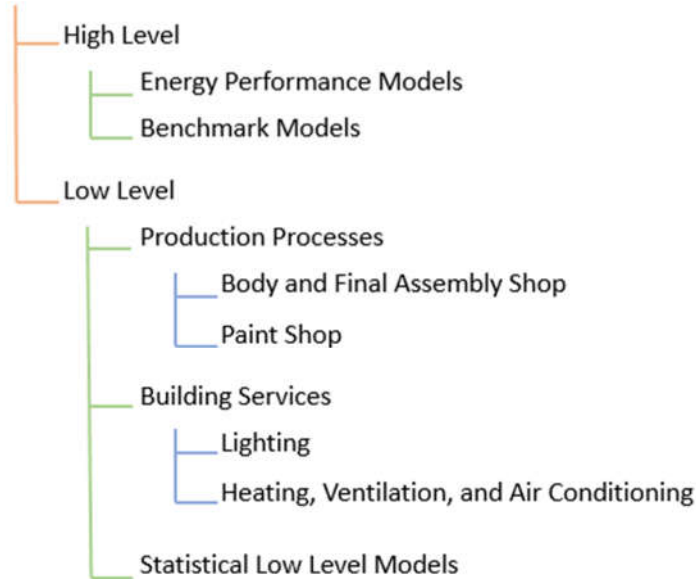 High Level
Energy Performance Models
Benchmark Models
Low Level
Production Processes
Body and Final Assembly Shop
Paint Shop
Building Services
Lighting
Heating, Ventilation, and Air Conditioning
Statistical Low Level Models